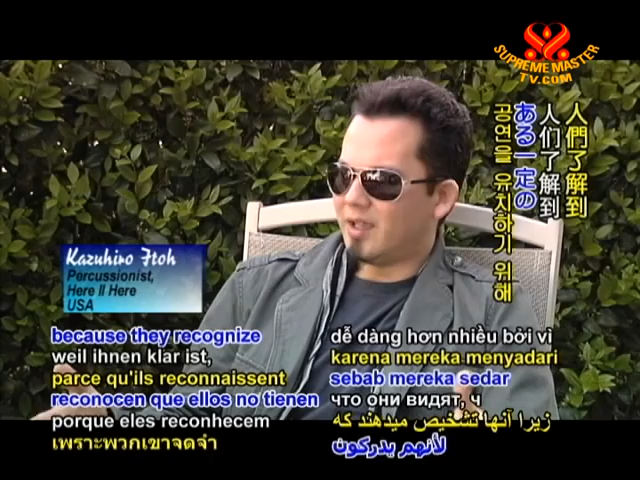 SUPREME MASTER
TV.COM
人們了解到
人们了解到
ある一定の
공연을 유치하기 위해
Kazuhiro Itoh
Percussionist,
Here II Here
USA
because they recognize
weil ihnen klar ist,
parce qu'ils reconnaissent
reconocen que ellos no tienen
porque eles reconhecem
เพราะพวกเขาจดจำ
dễ dàng hơn nhiều bởi vì
karena mereka menyadari
sebab mereka sedar
что они видят, ч
زیرا آنها تشخیص میدهند که
لأنهم يدركون